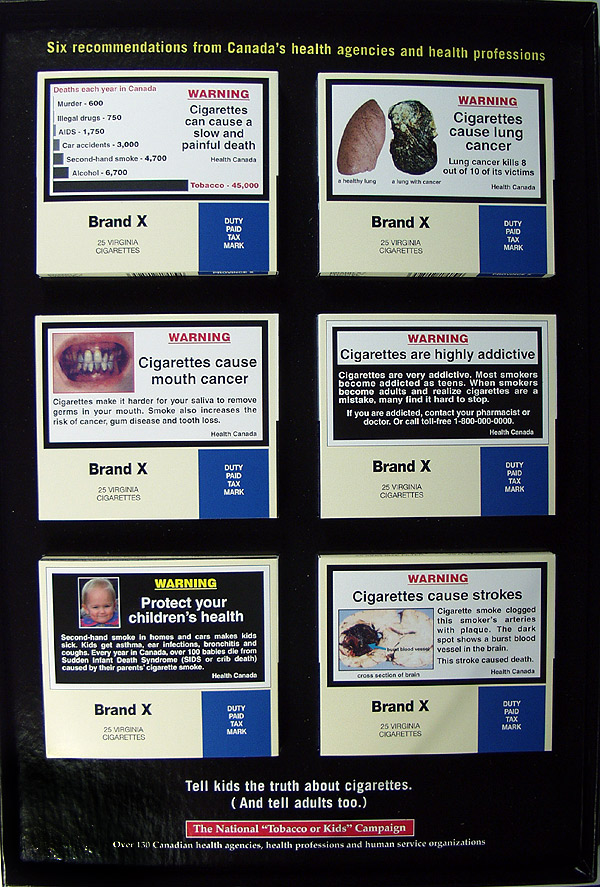 Six recommendations from Canada's health agencies and health professions
Deaths each year in Canada
Murder - 600
Illegal drugs - 750
AIDS - 1,750
Car accidents - 3,000
Second-hand smoke - 4,700
Alcohol - 6,700
Tobacco - 45,000
WARNING
Cigarettes
can cause a
slow and
painful death
Health Canada
Brand X
25 VIRGINIA
CIGARETTES
DUTY
PAID
TAX
MARK
a healthy lung
a lung with cancer
WARNING
Cigarettes
cause lung
cancer
Lung cancer kills 8
out of 10 of its victims
Health Canada
Brand X
25 VIRGINIA
CIGARETTES
DUTY
PAID
TAX
MARK
WARNING
Cigarettes cause
mouth cancer
Cigarettes make it harder for your saliva to remove
germs in your mouth. Smoke also increases the
risk of cancer, gum disease and tooth loss.
Health Canada
Brand X
25 VIRGINIA
CIGARETTES
DUTY
PAID
TAX
MARK
WARNING
Cigarettes are highly addictive
Cigarettes are very addictive. Most smokers
become addicted as teens. When smokers
become adults and realize cigarettes are a
mistake, many find it hard to stop.
If you are addicted, contact your pharmacist or
doctor. Or call toll-free 1-800-000-0000.
Health Canada
Brand X
25 VIRGINIA
CIGARETTES
DUTY
PAID
TAX
MARK
WARNING
Protect your
children's health
Second-hand smoke in homes and cars makes kids
sick. Kids get asthma, ear infections, bronchitis and
coughs. Every year in Canada, over 100 babies die from
Sudden Infant Death Syndrome (SIDS or crib death)
caused by their parents' cigarette smoke.
Health Canada
Brand X
25 VIRGINIA
CIGARETTES
DUTY
PAID
TAX
MARK
WARNING
Cigarettes cause strokes
burst blood vessel
cross section of brain
Cigarette smoke clogged
this smoker's arteries
with plaque. The dark
spot shows a burst blood
vessel in the brain.
This stroke caused death.
Health Canada
Brand X
25 VIRGINIA
CIGARETTES
DUTY
PAID
TAX
MARK
Tell kids the truth about cigarettes.
(And tell adults too.)
The National "Tobacco or Kids" Campaign
Over 130 Canadian health agencies, health professions and human service organizations